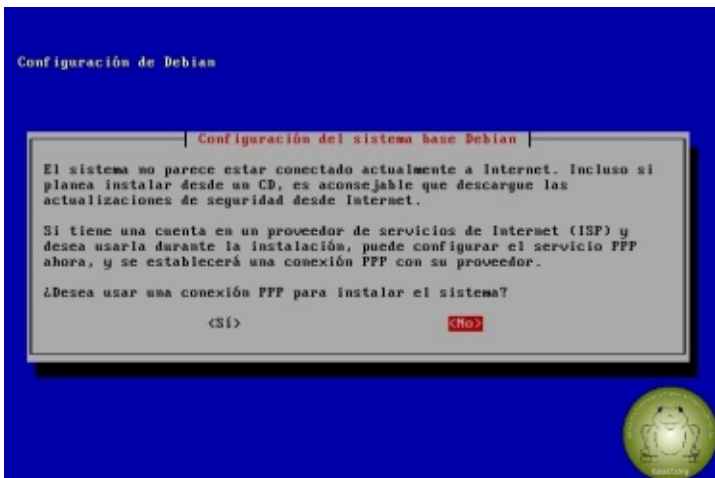 Configuración de Debian
Configuración del sistema base Debian
El sistema no parece estar conectado actualmente a Internet. Incluso si
planea instalar desde un CD, es aconsejable que descargue las
actualizaciones de seguridad desde Internet.
Si tiene una cuenta en un proveedor de servicios de Internet (ISP) y
desea usarla durante la instalación, puede configurar el servicio PPP
ahora, y se establecerá una conexión PPP con su proveedor.
¿Desea usar una conexión PPP para instalar el sistema?
<Sí> <No>